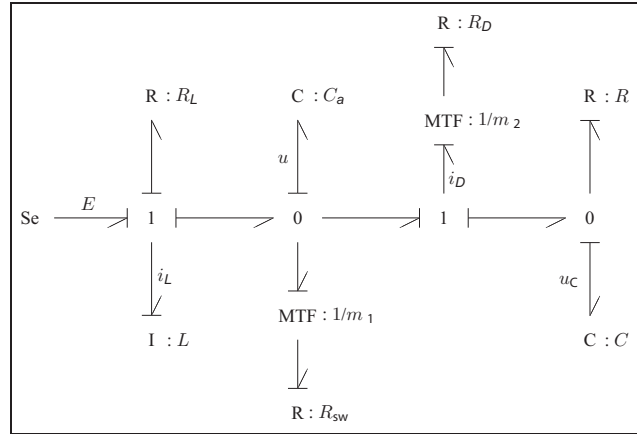 R : R_D
R : R_L
C : C_a
R : R
MTF : 1/m_2
u
i_D
E
Se
1
0
1
0
i_L
u_C
MTF : 1/m_1
I : L
C : C
R : R_sw